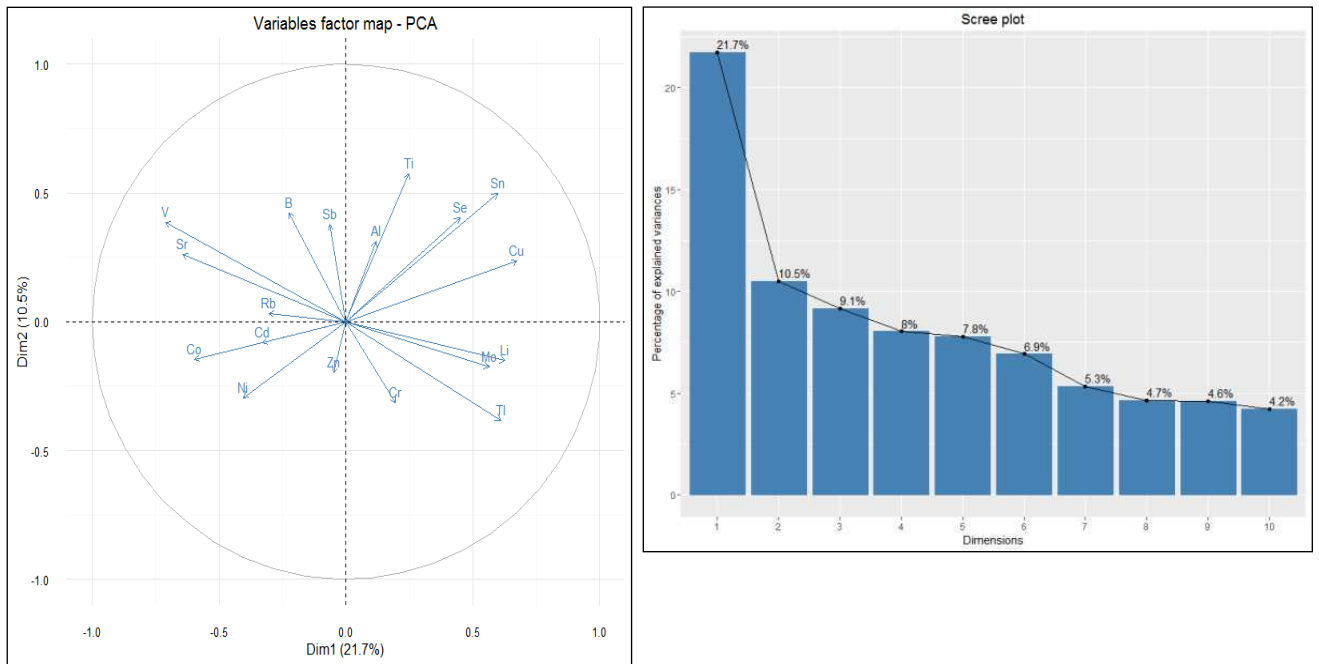 Variables factor map - PCA
1.0
0.5
0.0
-0.5
-1.0
Dim2 (10.5%)
Ti
Sn
Se
B
Sb
V
Al
Sr
Cu
Rb
Cd
Co
Li
Mo
Zn
Ni
Cr
Tl
-1.0 -0.5 0.0 0.5 1.0
Dim1 (21.7%)
Scree plot
Percentage of explained variances
20
15
10
5
0
21.7%
10.5%
9.1%
8%
7.8%
6.9%
5.3%
4.7%
4.6%
4.2%
1 2 3 4 5 6 7 8 9 10
Dimensions